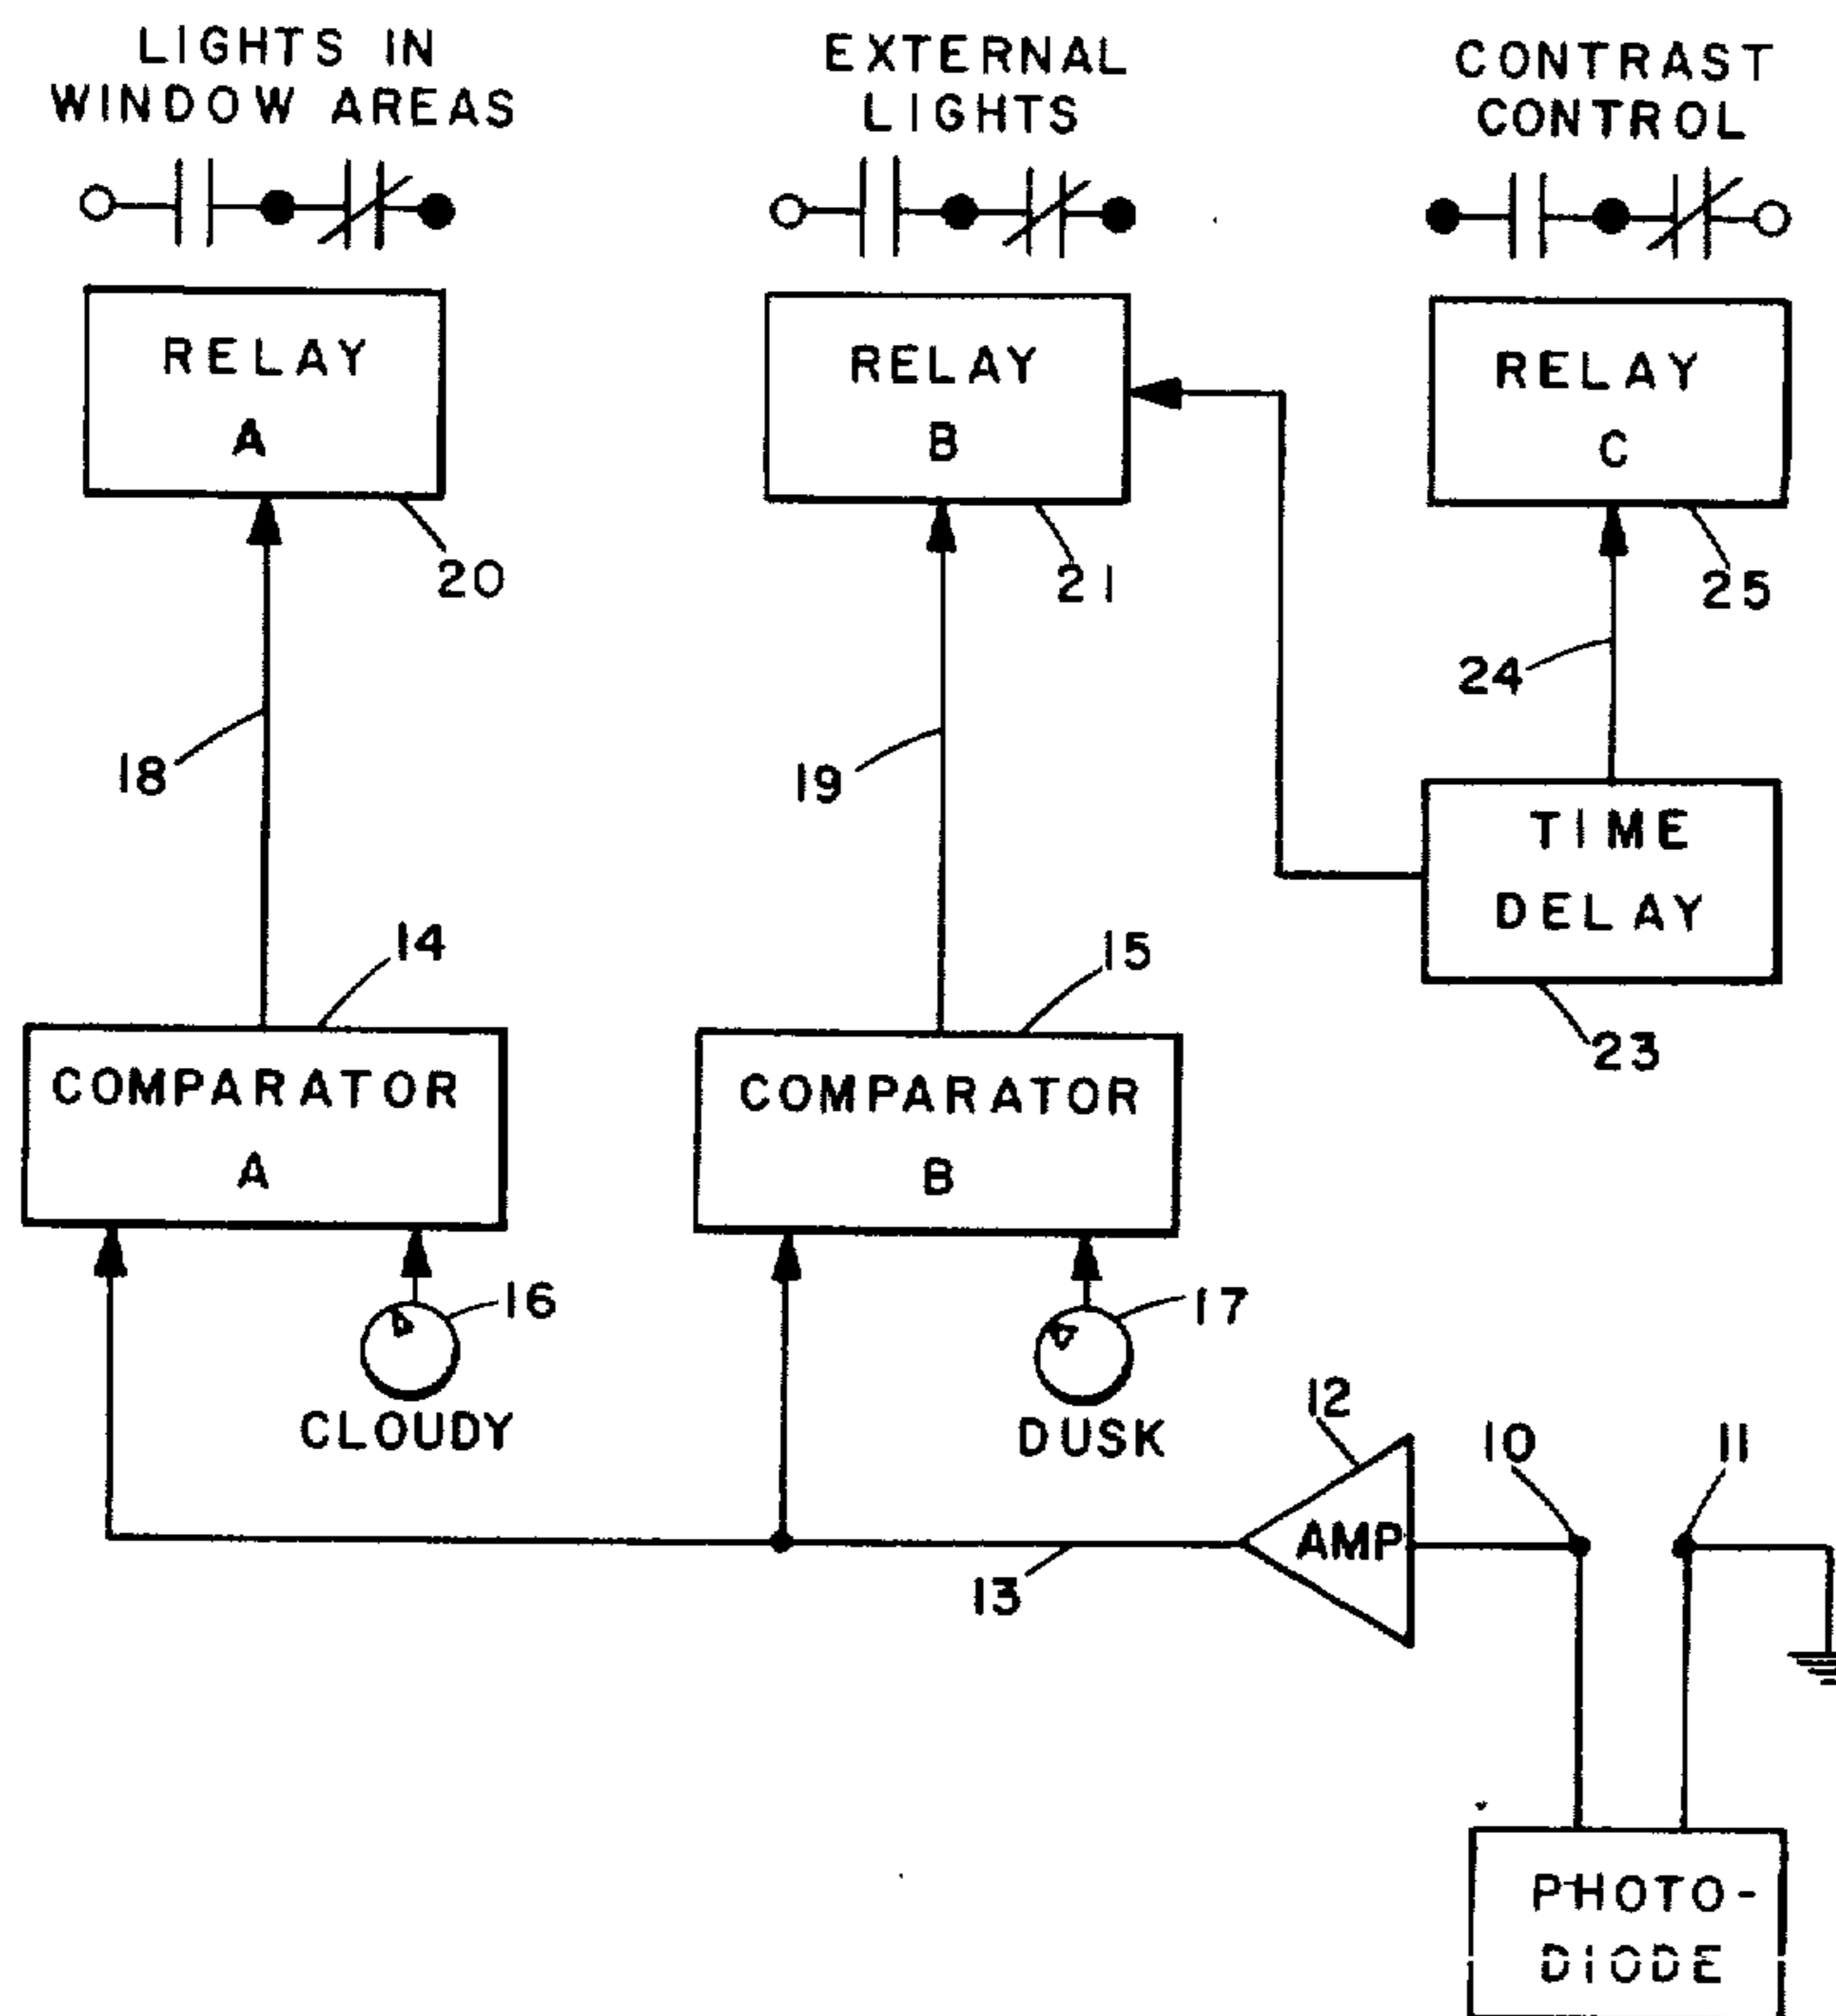 LIGHTS IN
WINDOW AREAS
EXTERNAL
LIGHTS
CONTRAST
CONTROL
RELAY
A
RELAY
B
RELAY
C
20
21
25
24
18
19
TIME
DELAY
14
15
23
COMPARATOR
A
COMPARATOR
B
16
17
CLOUDY
DUSK
12
10
11
AMP
13
PHOTO-
DIODE